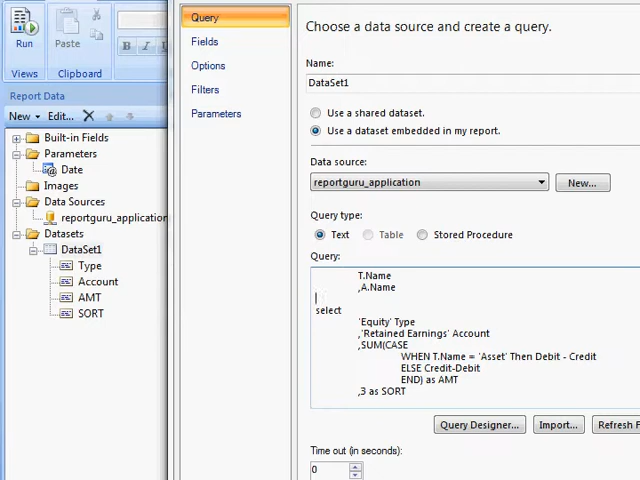 Run
Paste
B I
Views
Clipboard
Report Data
New
Edit...
Built-in Fields
Parameters
Date
Images
Data Sources
reportguru_application
Datasets
DataSet1
Type
Account
AMT
SORT
Query
Fields
Options
Filters
Parameters
Choose a data source and create a query.
Name:
DataSet1
Use a shared dataset.
Use a dataset embedded in my report.
Data source:
reportguru_application
New...
Query type:
Text
Table
Stored Procedure
Query:
T.Name
,A.Name
select
'Equity' Type
,'Retained Earnings' Account
,SUM(CASE
WHEN T.Name = 'Asset' Then Debit - Credit
ELSE Credit-Debit
END) as AMT
,3 as SORT
Query Designer...
Import...
Refresh F
Time out (in seconds):
0